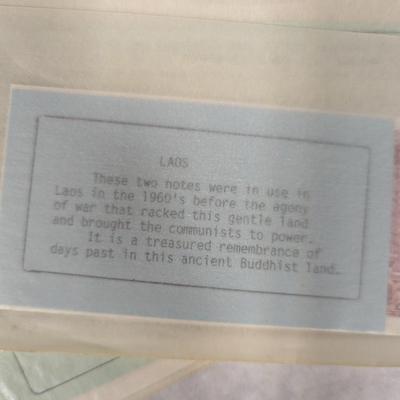 LAOS
These two notes were in use in
Laos in the 1960's before the agony
of war that racked this gentle land
and brought the communists to power.
It is a treasured remembrance of
days past in this ancient Buddhist land.